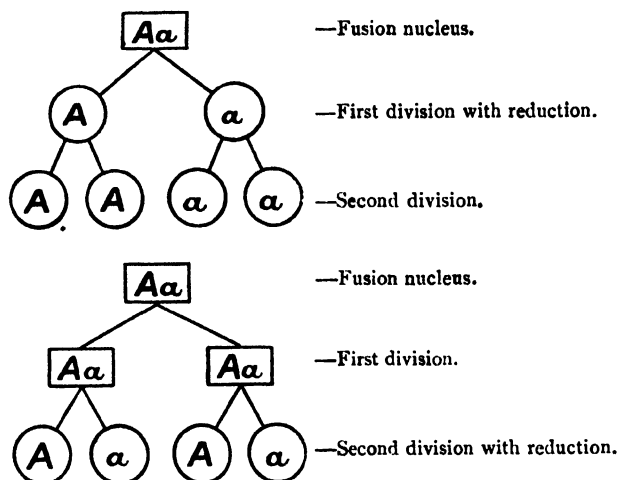 Aa —Fusion nucleus.
A a —First division with reduction.
A A a a —Second division.
Aa —Fusion nucleus.
Aa Aa —First division.
A a A a —Second division with reduction.